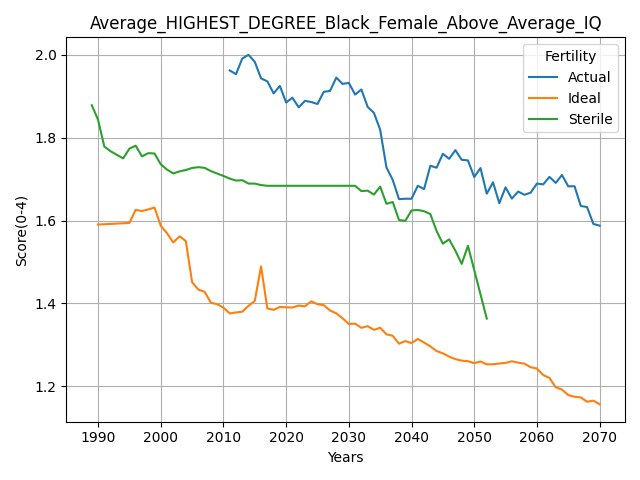 Average_HIGHEST_DEGREE_Black_Female_Above_Average_IQ
Fertility
Actual
Ideal
Sterile
Score(0-4)
2.0
1.8
1.6
1.4
1.2
1990 2000 2010 2020 2030 2040 2050 2060 2070
Years